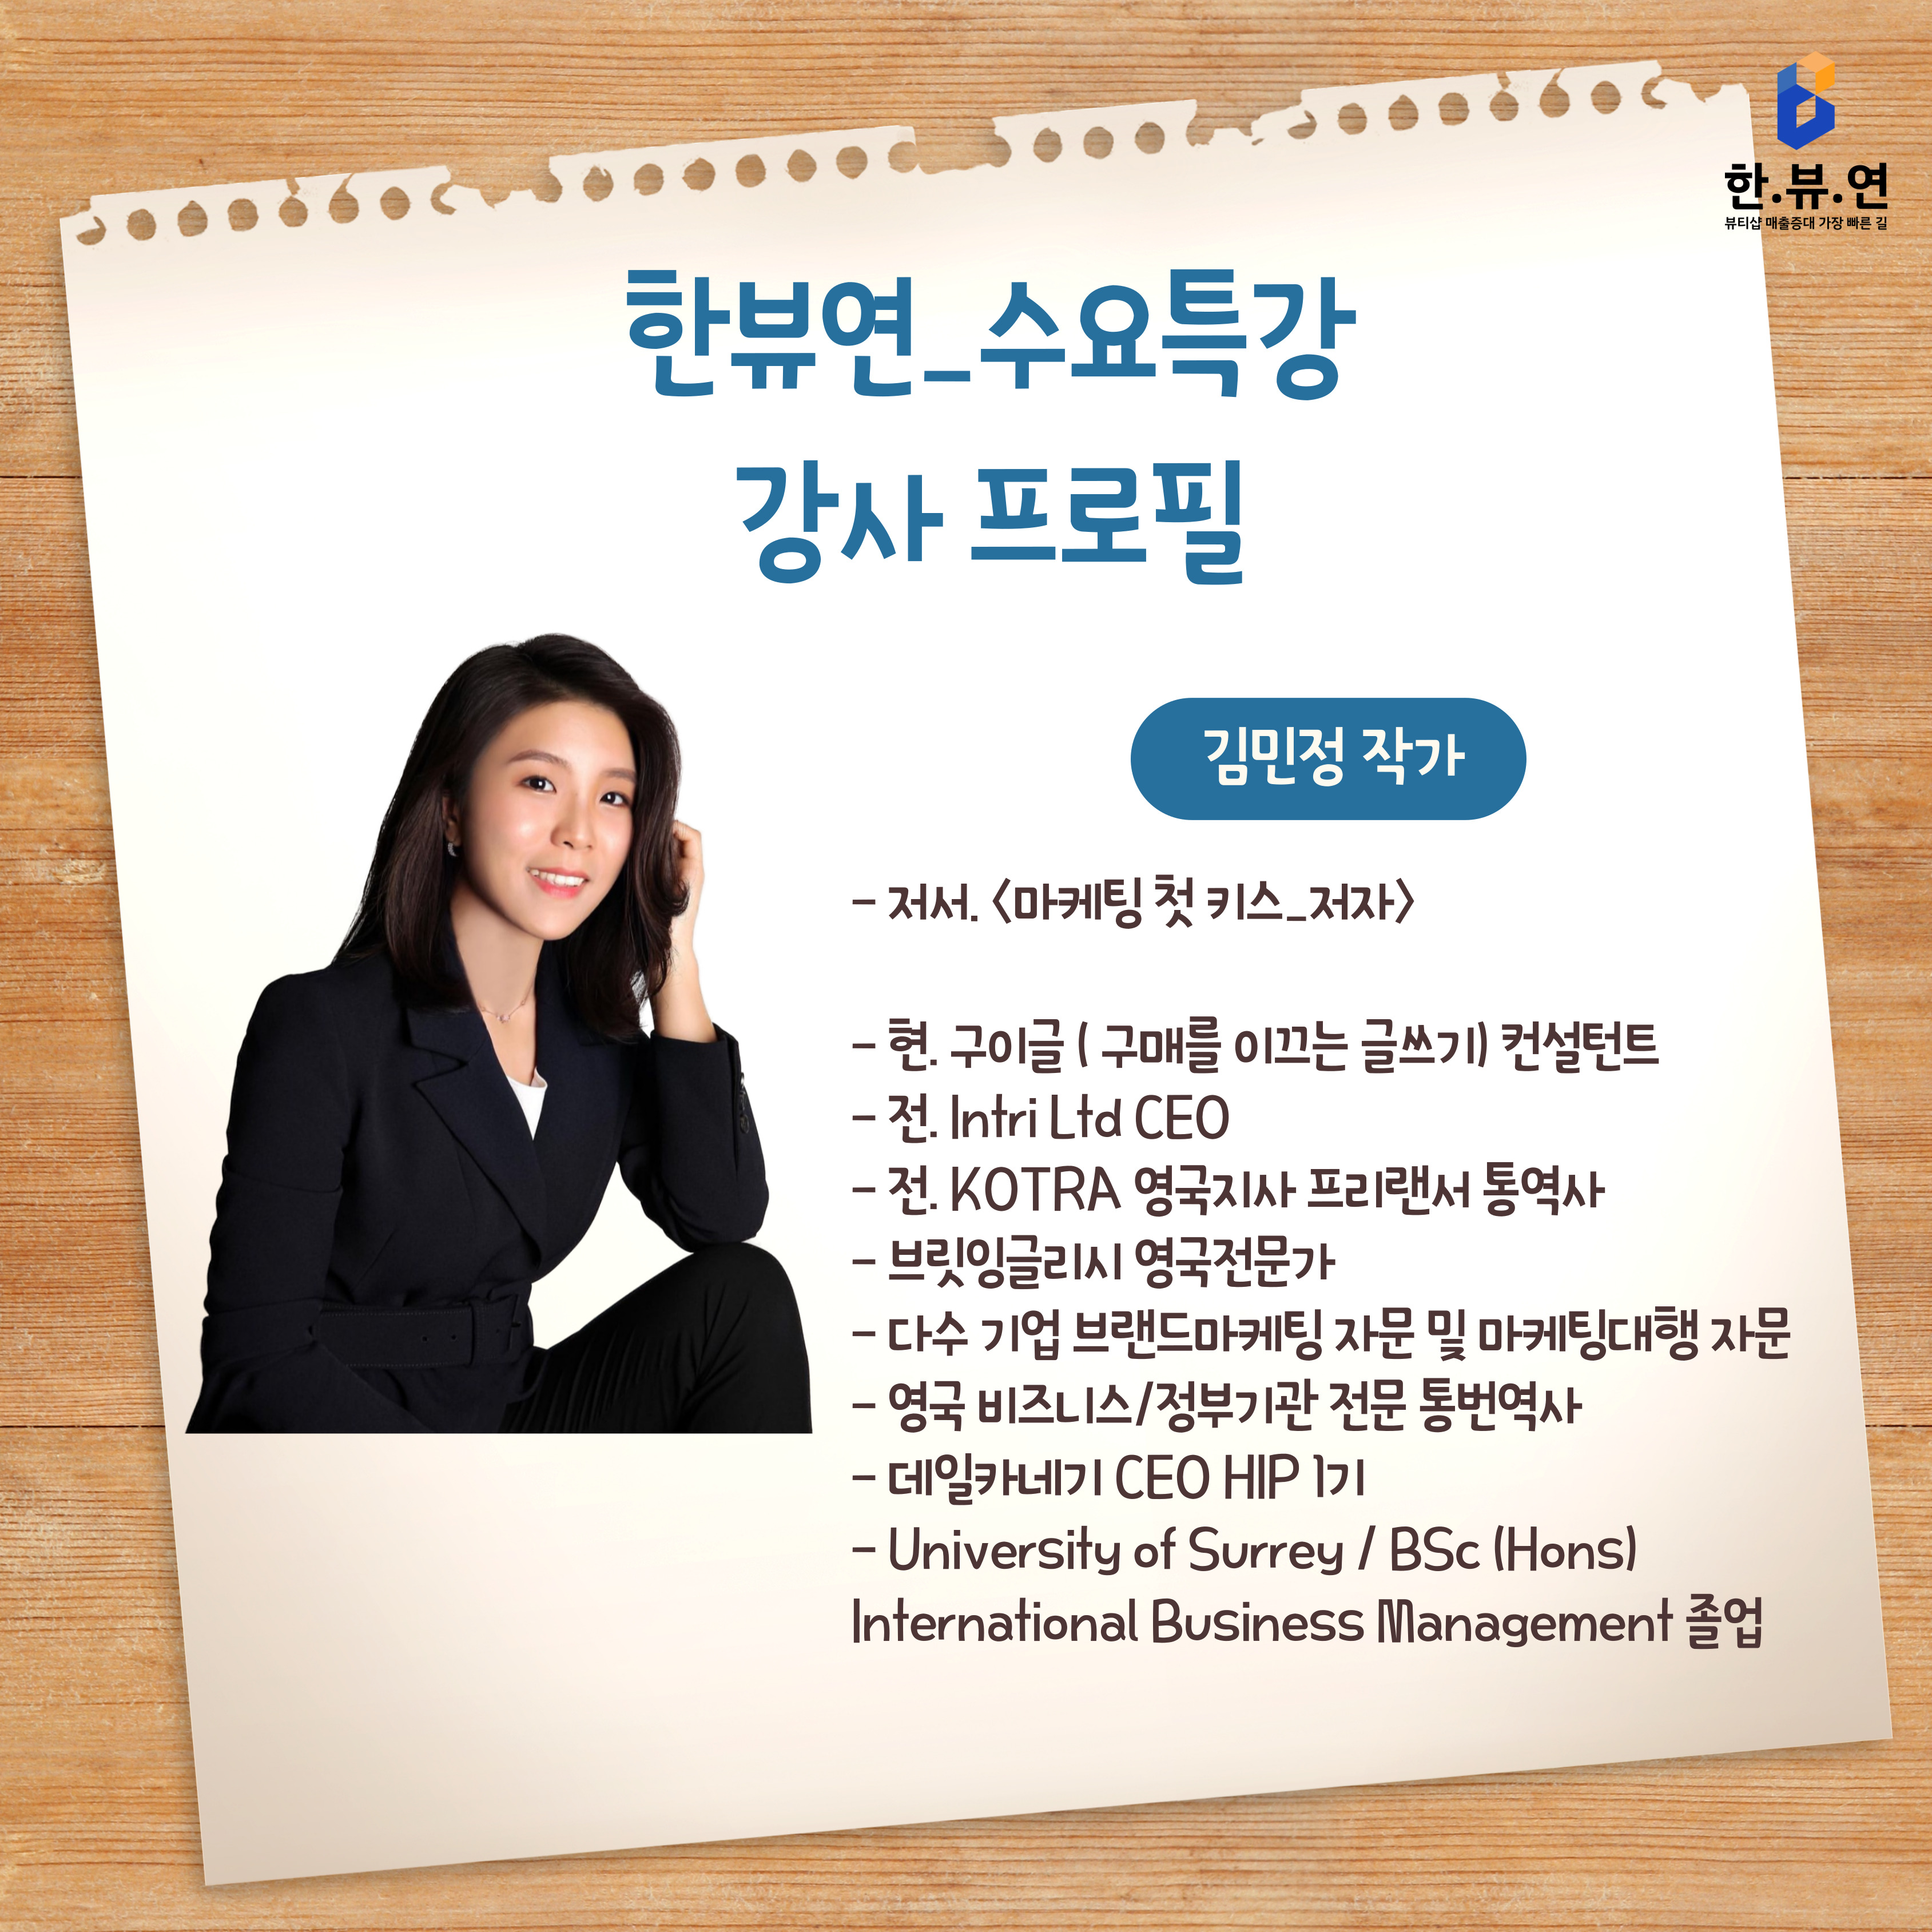 한.뷰.연
뷰티샵 매출증대 가장 빠른 길
한뷰연_수요특강
강사 프로필
김민정 작가
- 저서. <마케팅 첫 키스_저자>
- 현. 구이글 ( 구매를 이끄는 글쓰기) 컨설턴트
- 전. Intri Ltd CEO
- 전. KOTRA 영국지사 프리랜서 통역사
- 브릿잉글리시 영국전문가
- 다수 기업 브랜드마케팅 자문 및 마케팅대행 자문
- 영국 비즈니스/정부기관 전문 통번역사
- 데일카네기 CEO HIP 1기
- University of Surrey / BSc (Hons)
International Business Management 졸업